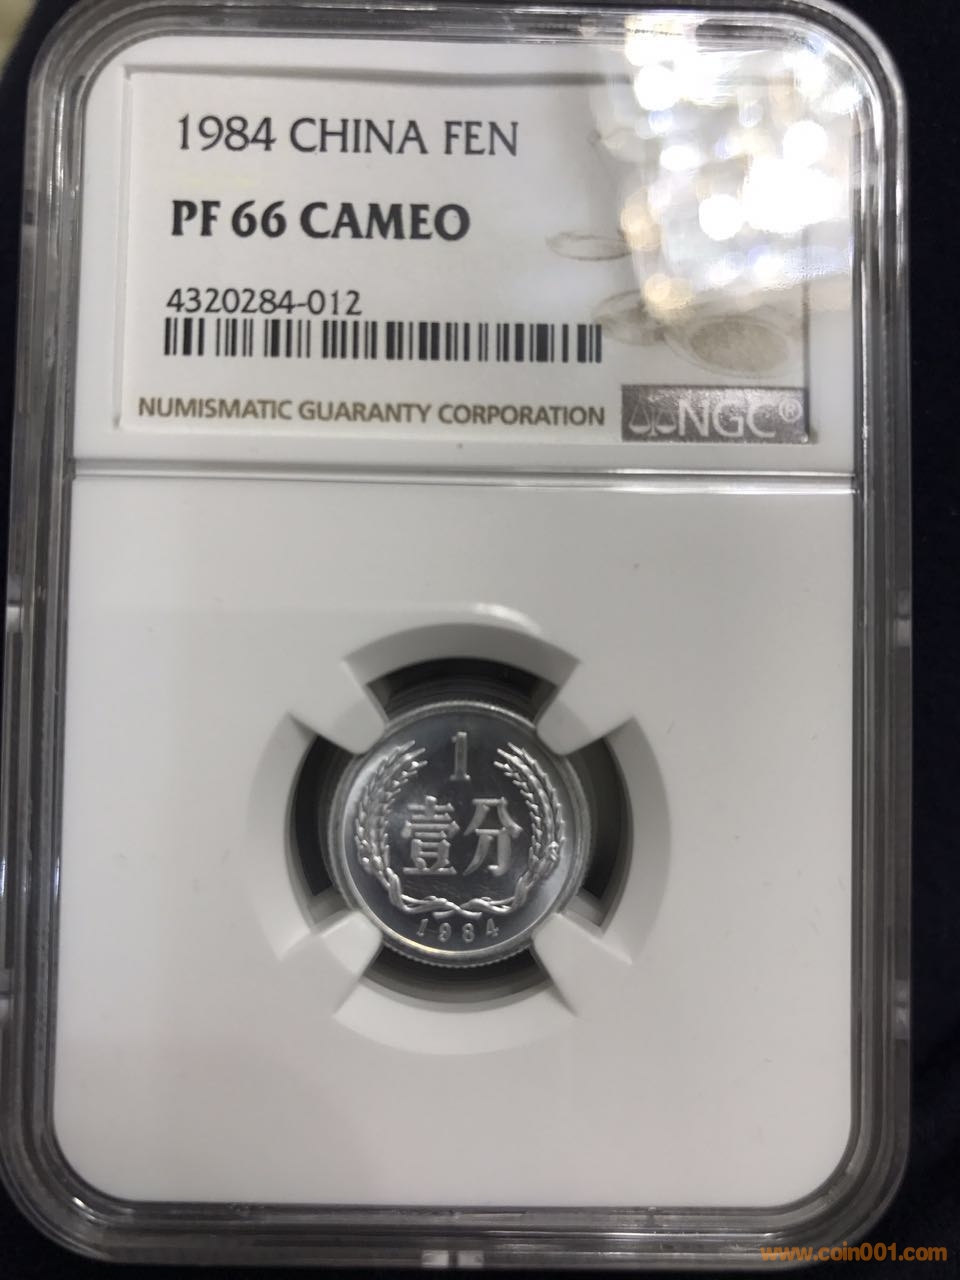 1984 CHINA FEN
PF 66 CAMEO
4320284-012
NUMISMATIC GUARANTY CORPORATION
NGC®
1
壹分
1984
www.coin001.com